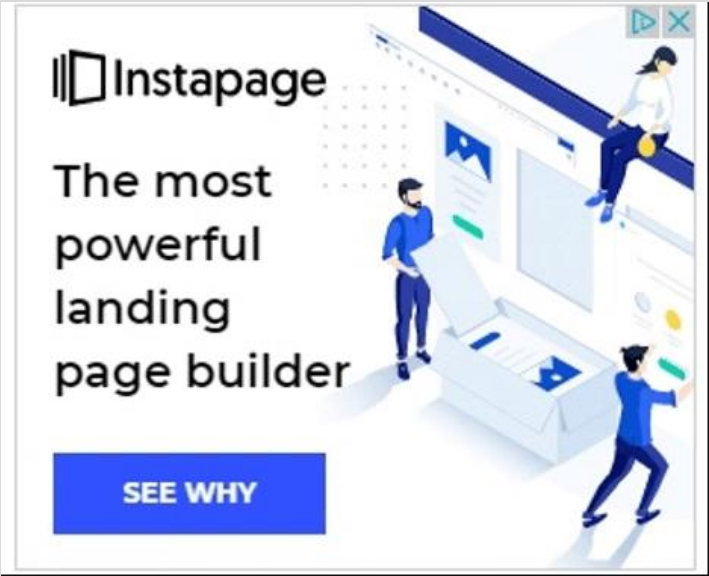 Instapage
The most
powerful
landing
page builder
SEE WHY